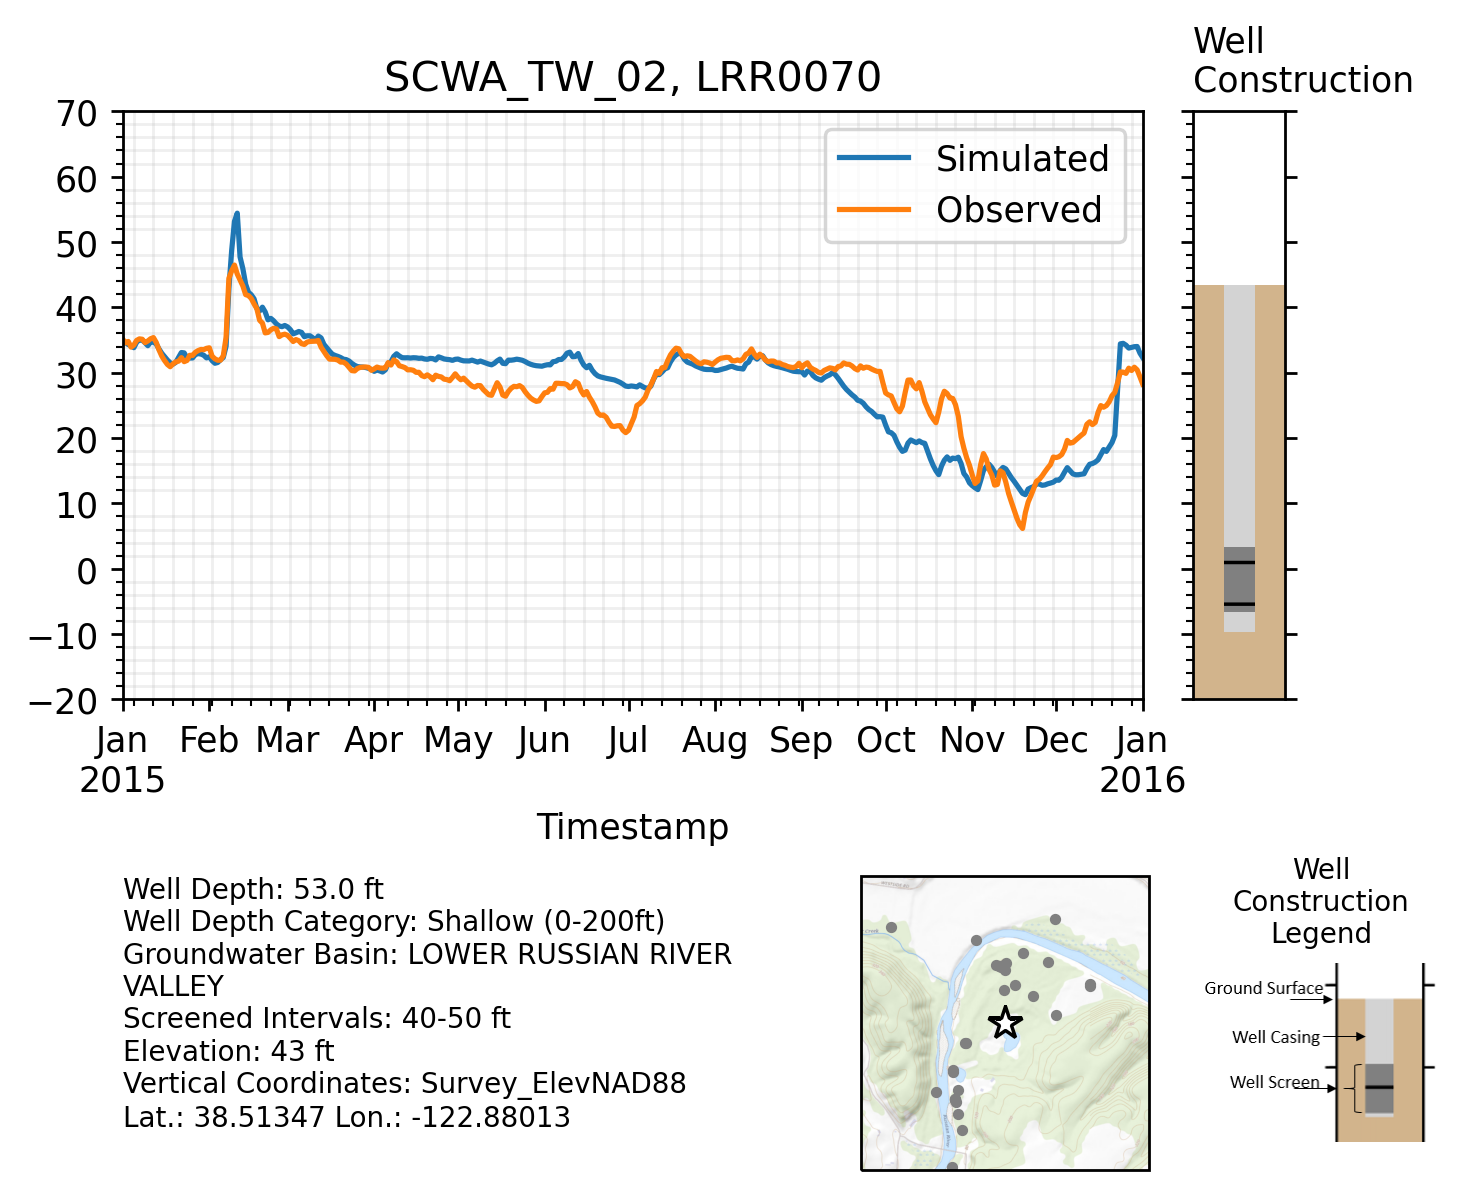 Well
Construction
SCWA_TW_02, LRR0070
70
60
50
40
30
20
10
0
−10
−20
Simulated
Observed
Jan
2015
Feb
Mar
Apr
May
Jun
Jul
Aug
Sep
Oct
Nov
Dec
Jan
2016
Timestamp
Well Depth: 53.0 ft
Well Depth Category: Shallow (0-200ft)
Groundwater Basin: LOWER RUSSIAN RIVER
VALLEY
Screened Intervals: 40-50 ft
Elevation: 43 ft
Vertical Coordinates: Survey_ElevNAD88
Lat.: 38.51347 Lon.: -122.88013
Well
Construction
Legend
Ground Surface
Well Casing
Well Screen